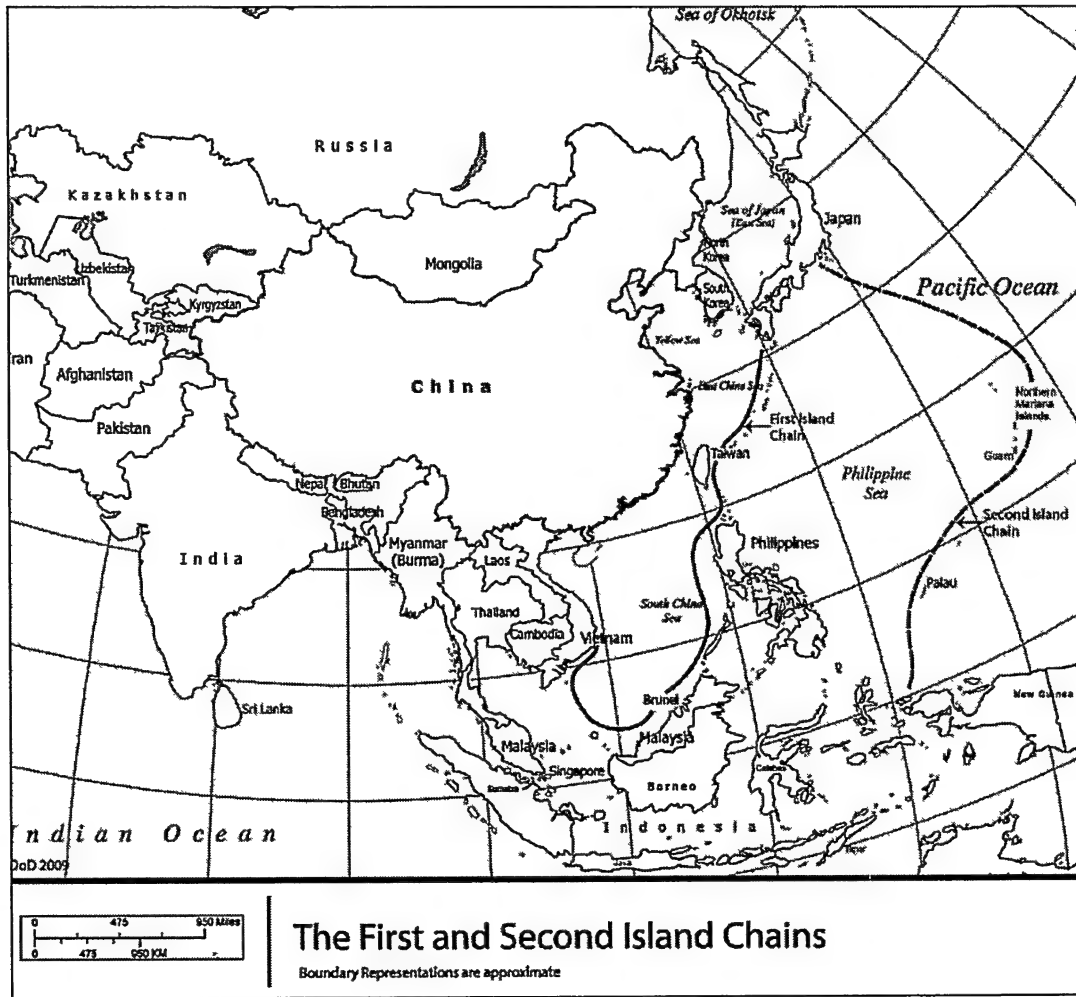 Sea of Okhotsk
Russia
Kazakhstan
Sea of Japan
(East Sea)
Japan
Uzbekistan
North
Korea
Mongolia
Turkmenistan
Pacific Ocean
South
Korea
Kyrgyzstan
Tajikistan
Yellow Sea
Iran
Afghanistan
China
East China Sea
Northern
Mariana
Islands
Pakistan
First Island
Chain
Taiwan
Guam
Philippine
Sea
Nepal
Bhutan
Bangladesh
Second Island
Chain
Myanmar
(Burma)
India
Laos
Philippines
Palau
Thailand
South China
Sea
Cambodia
Vietnam
New Guinea
Sri Lanka
Brunei
Malaysia
Malaysia
Singapore
Sumatra
Borneo
Celebes
Indian Ocean
Indonesia
Java
Timor
DoD 2009
0 475 950 Miles
0 475 950 KM
The First and Second Island Chains
Boundary Representations are approximate